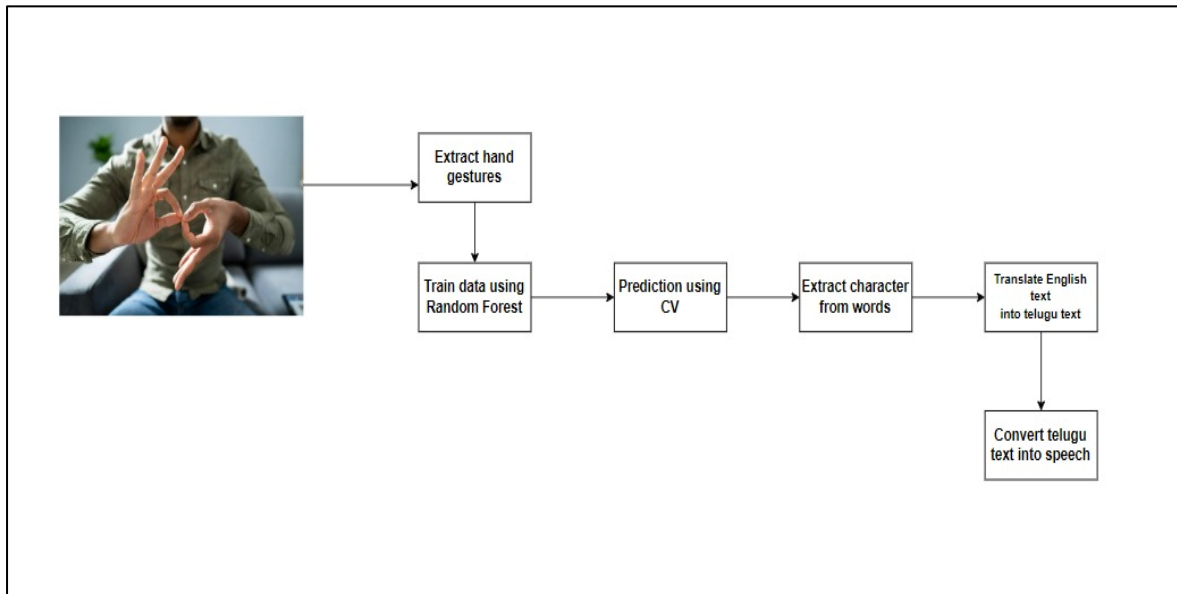 Extract hand
gestures
Train data using
Random Forest
Prediction using
CV
Extract character
from words
Translate English
text
into telugu text
Convert telugu
text into speech